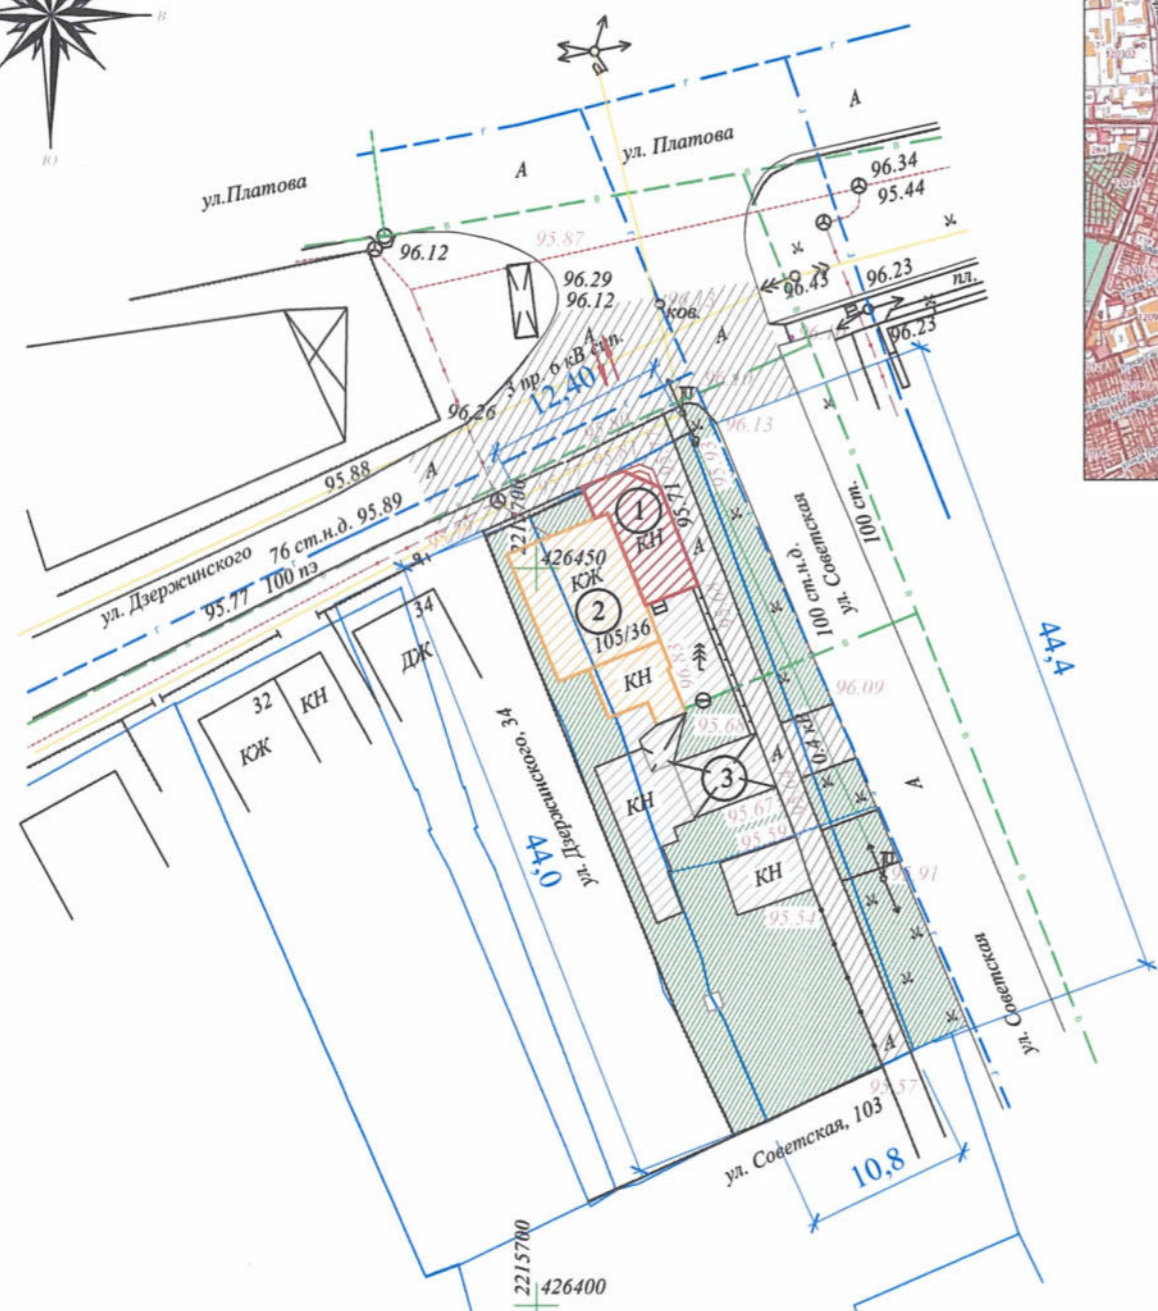 В
Ю
А
ул. Платова
ул.Платова
А
96.34
95.44
96.12
95.87
96.29
96.12
96.45
96.23
пл.
ков.
96.23
А
А
3 пр. 6 кВ сип.
12,40
96.26
96.13
95.88
А
76 ст.н.д. 95.89
ул. Дзержинского
95.77 100 пэ
1
КН
95.71
А
426450
КЖ
2
105/36
КН
100 ст.
ул. Советская
100 ст.н.д.
44,4
34
ДЖ
32
КН
КЖ
96.83
96.09
95.68
0.4 кВ
А
А
ул. Дзержинского, 34
44,0
3
КН
95.67
95.59
КН
95.91
95.54
ул. Советская
А
95.57
ул. Советская, 103
10,8
2215700
426400